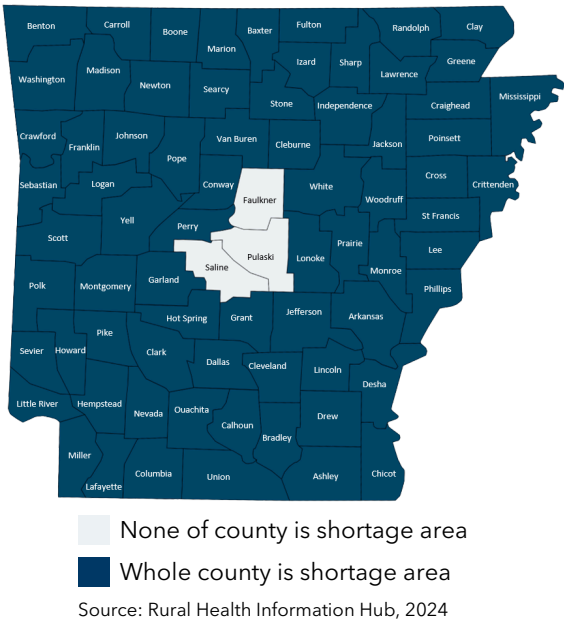 Benton
Carroll
Boone
Baxter
Fulton
Randolph
Clay
Marion
Izard
Sharp
Greene
Lawrence
Washington
Madison
Newton
Searcy
Stone
Independence
Craighead
Mississippi
Crawford
Franklin
Johnson
Pope
Van Buren
Cleburne
Jackson
Poinsett
Sebastian
Logan
Conway
White
Woodruff
Cross
Crittenden
Faulkner
St Francis
Scott
Yell
Perry
Saline
Pulaski
Lonoke
Prairie
Monroe
Lee
Phillips
Polk
Montgomery
Garland
Hot Spring
Grant
Jefferson
Arkansas
Pike
Sevier
Howard
Clark
Dallas
Cleveland
Lincoln
Desha
Little River
Hempstead
Nevada
Ouachita
Calhoun
Bradley
Drew
Miller
Lafayette
Columbia
Union
Ashley
Chicot
None of county is shortage area
Whole county is shortage area
Source: Rural Health Information Hub, 2024